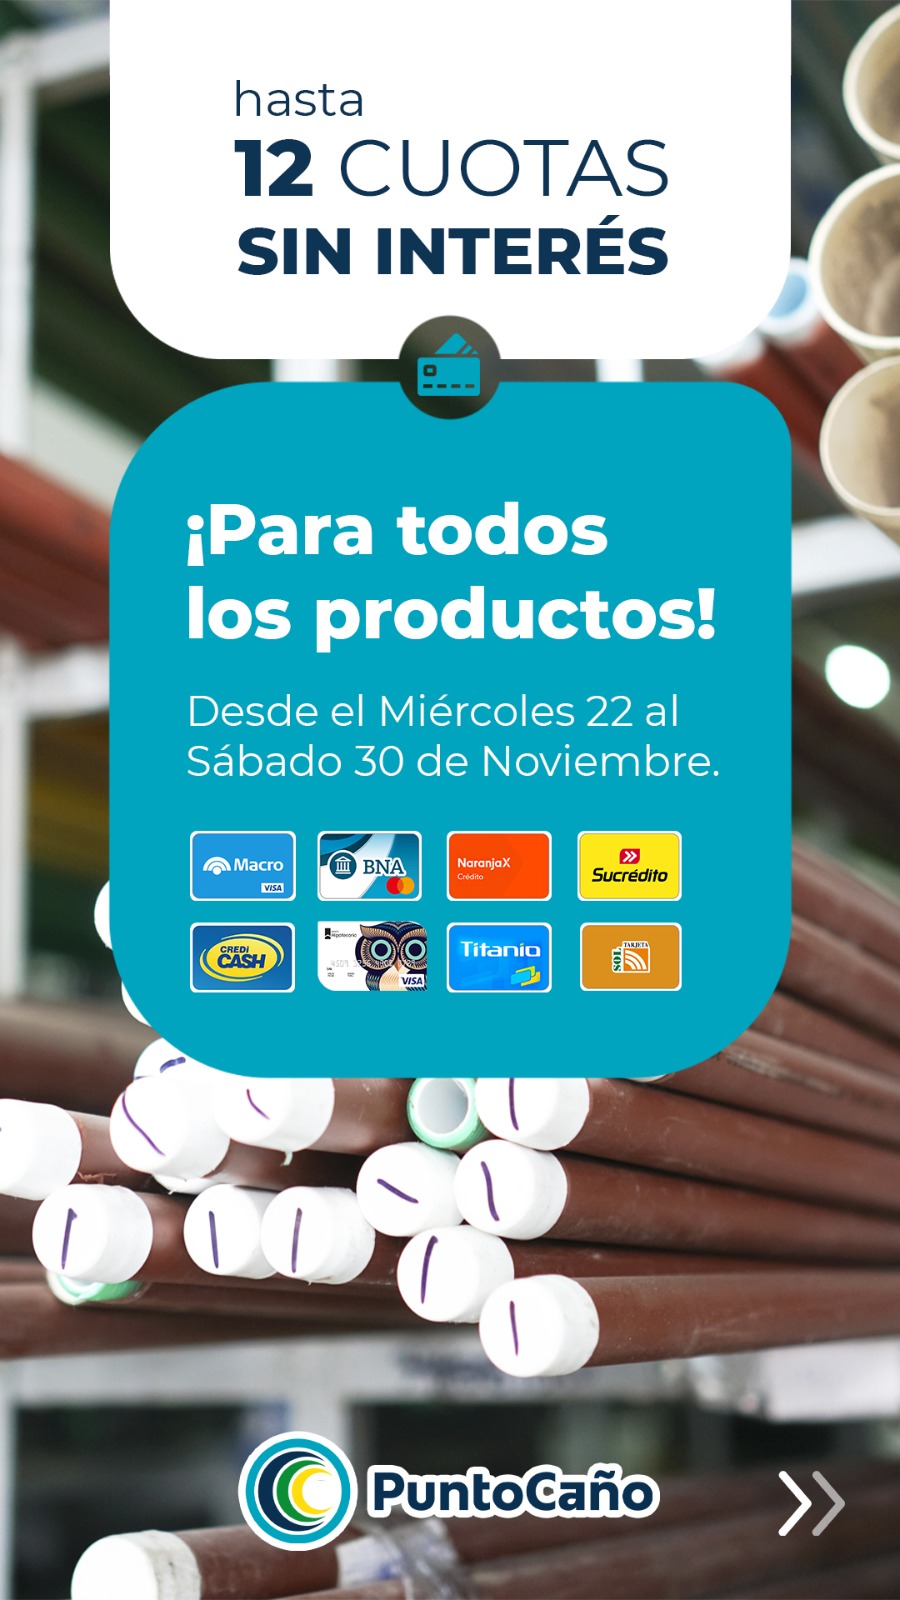 hasta
12 CUOTAS
SIN INTERÉS
¡Para todos
los productos!
Desde el Miércoles 22 al
Sábado 30 de Noviembre.
Macro
VISA
BNA
NaranjaX
Crédito
Sucrédito
CREDI
CASH
Hipotecario
VISA
Titanio
SOL
TARJETA
PuntoCaño